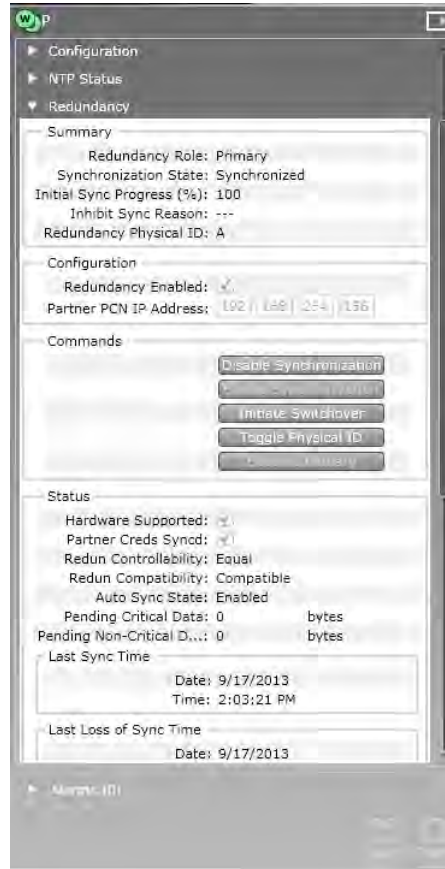 W P
Configuration
NTP Status
Redundancy
Summary
Redundancy Role: Primary
Synchronization State: Synchronized
Initial Sync Progress (%): 100
Inhibit Sync Reason: ---
Redundancy Physical ID: A
Configuration
Redundancy Enabled:
Partner PCN IP Address: 192 168 254 156
Commands
Disable Synchronization
Initiate Switchover
Toggle Physical ID
Status
Hardware Supported:
Partner Creds Syncd:
Redun Controllability: Equal
Redun Compatibility: Compatible
Auto Sync State: Enabled
Pending Critical Data: 0 bytes
Pending Non-Critical D...: 0 bytes
Last Sync Time
Date: 9/17/2013
Time: 2:03:21 PM
Last Loss of Sync Time
Date: 9/17/2013